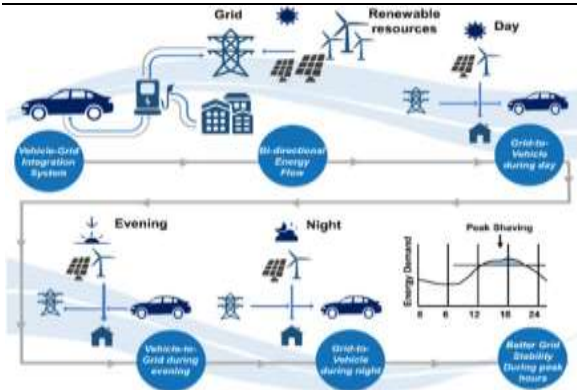 Grid
Renewable
resources
Day
Vehicle-Grid
Integration
System
Bi-directional
Energy
Flow
Grid-to-
Vehicle
during day
Evening
Night
Peak Shaving
Energy Demand
6 12 18 24
Vehicle-to-
Grid during
evening
Grid-to-
Vehicle
during night
Better Grid
Stability
During peak
hours